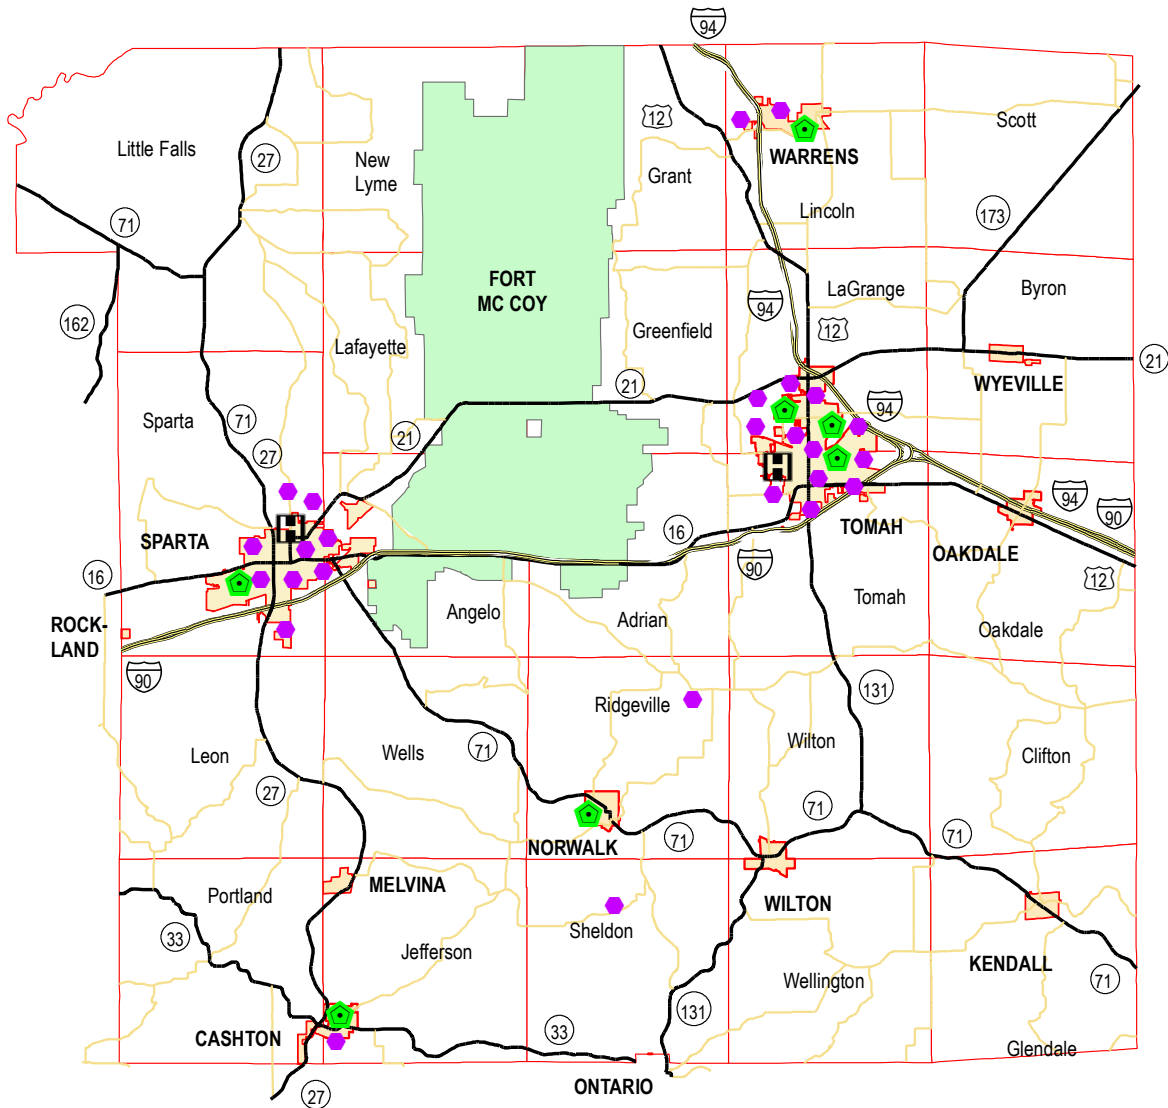 94
12
Scott
Little Falls
27
New
Lyme
WARRENS
Grant
Lincoln
71
173
FORT
MC COY
LaGrange
Byron
94
162
Greenfield
12
Lafayette
21
WYEVILLE
21
94
Sparta
71
21
27
H
H
94
90
SPARTA
16
TOMAH
OAKDALE
16
90
12
Tomah
ROCK-
LAND
Angelo
Adrian
Oakdale
90
131
Ridgeville
Leon
Wells
71
Wilton
Clifton
27
71
71
71
NORWALK
MELVINA
Portland
WILTON
33
Sheldon
Jefferson
KENDALL
Wellington
71
131
CASHTON
33
Glendale
ONTARIO
27